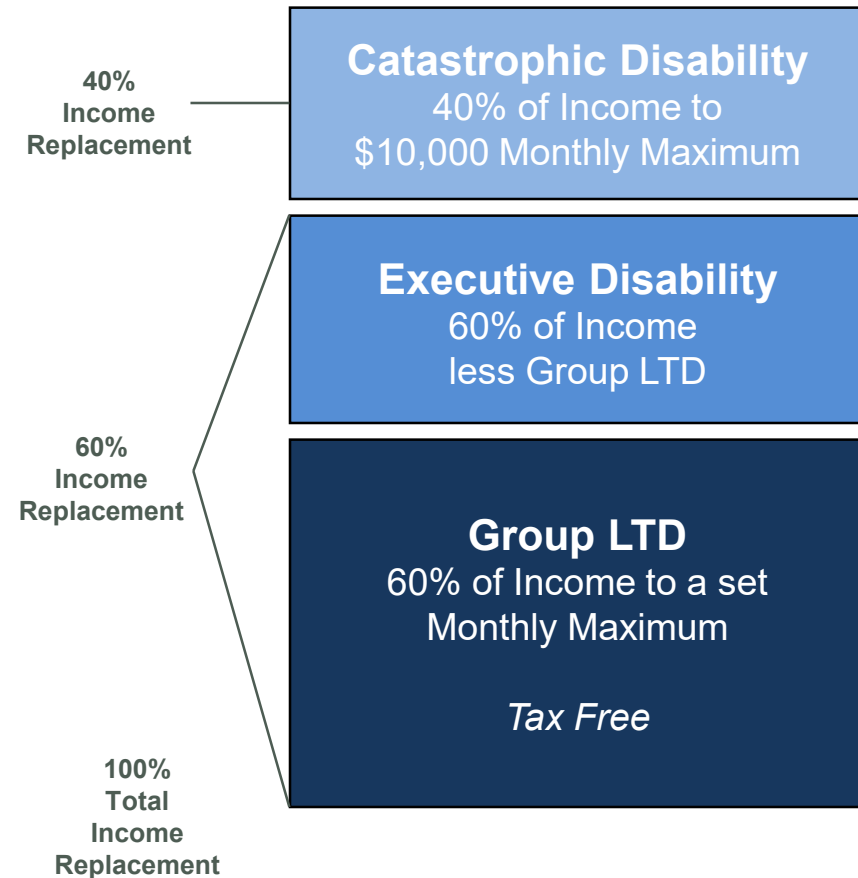 40%
Income
Replacement
Catastrophic Disability
40% of Income to
$10,000 Monthly Maximum
60%
Income
Replacement
Executive Disability
60% of Income
less Group LTD
Group LTD
60% of Income to a set
Monthly Maximum
Tax Free
100%
Total
Income
Replacement